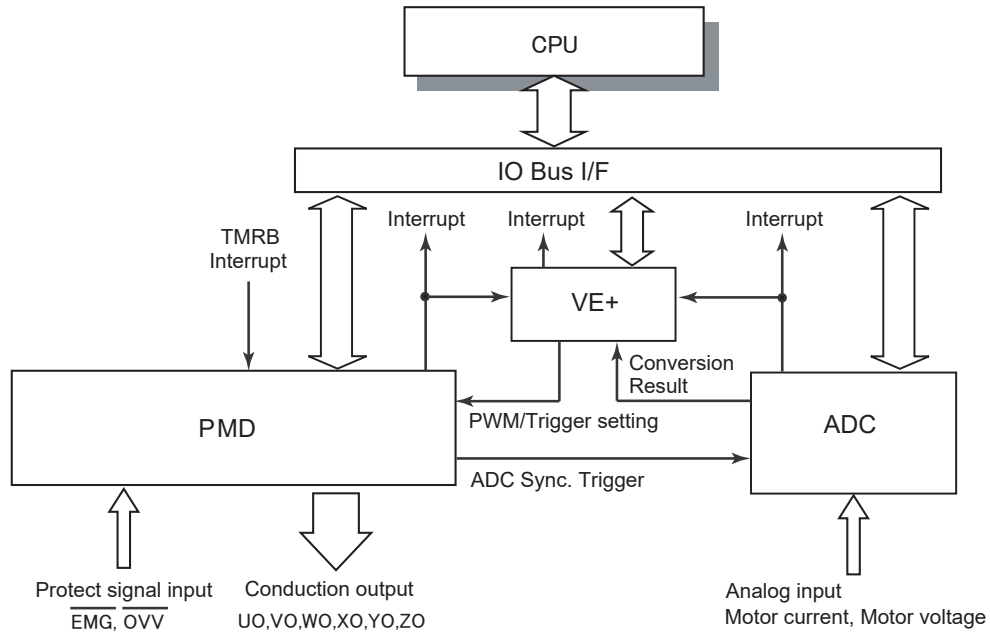 CPU
IO Bus I/F
Interrupt
Interrupt
Interrupt
TMRB
Interrupt
VE+
Conversion
Result
PWM/Trigger setting
PMD
ADC
ADC Sync. Trigger
Protect signal input
EMG, OVV
Conduction output
UO,VO,WO,XO,YO,ZO
Analog input
Motor current, Motor voltage